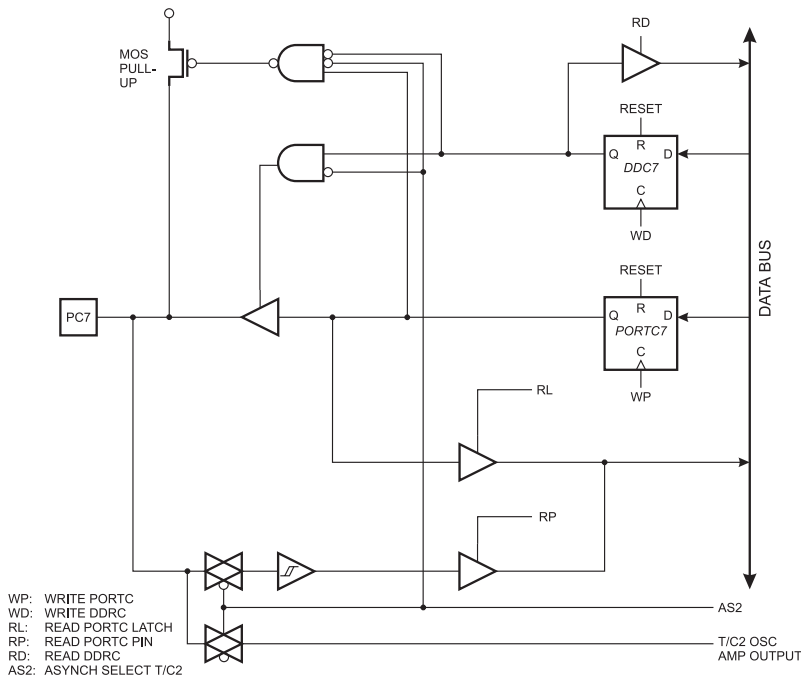 RD
MOS
PULL-
UP
RESET
R
Q
D
DDC7
C
WD
DATA BUS
RESET
R
PC7
Q
D
PORTC7
C
WP
RL
RP
WP: WRITE PORTC
WD: WRITE DDRC
RL: READ PORTC LATCH
RP: READ PORTC PIN
RD: READ DDRC
AS2: ASYNCH SELECT T/C2
AS2
T/C2 OSC
AMP OUTPUT